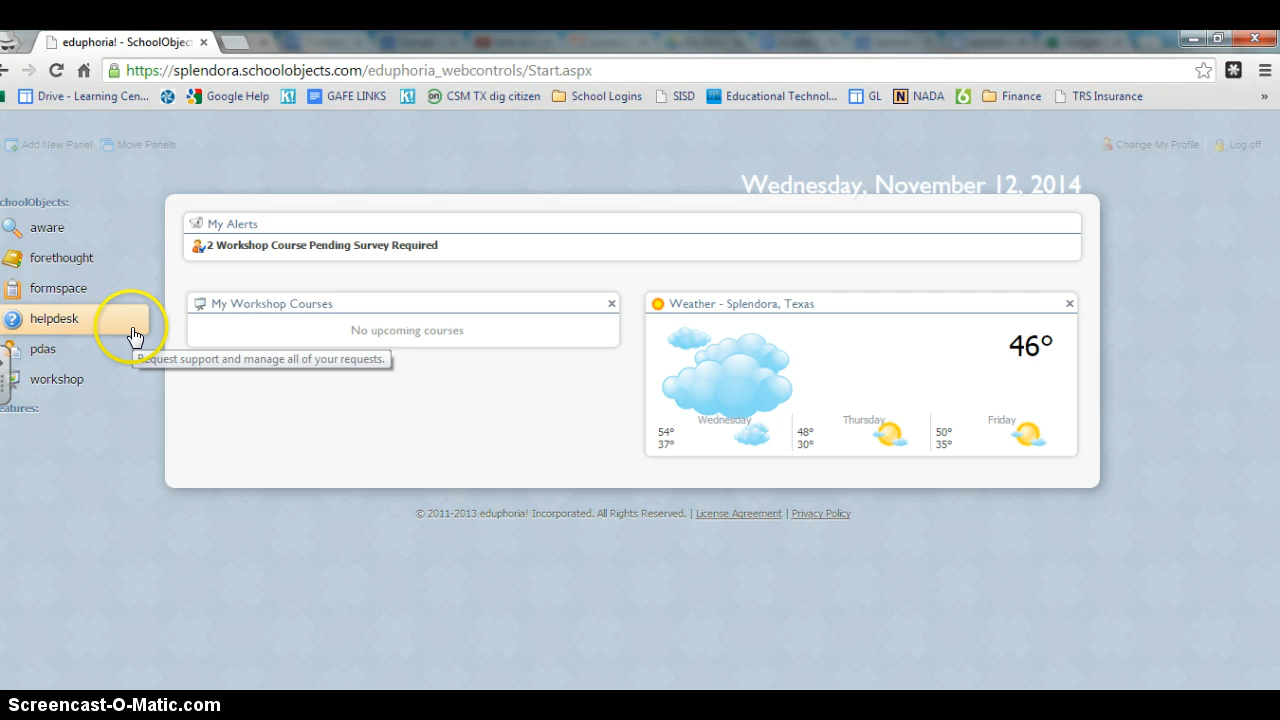 eduphoria! - SchoolObjec
https://splendora.schoolobjects.com/eduphoria_webcontrols/Start.aspx
Drive - Learning Cen... Google Help GAFE LINKS CSM TX dig citizen School Logins SISD Educational Technol... GL NADA 6 Finance TRS Insurance »
Add New Panel Move Panels Change My Profile Log off
Wednesday, November 12, 2014
choolObjects:
aware
forethought
formspace
helpdesk
pdas
workshop
eatures:
Request support and manage all of your requests.
My Alerts
2 Workshop Course Pending Survey Required
My Workshop Courses
No upcoming courses
Weather - Splendora, Texas
46°
Wednesday Thursday Friday
54° 48° 50°
37° 30° 35°
© 2011-2013 eduphoria! Incorporated. All Rights Reserved. | License Agreement | Privacy Policy
Screencast-O-Matic.com